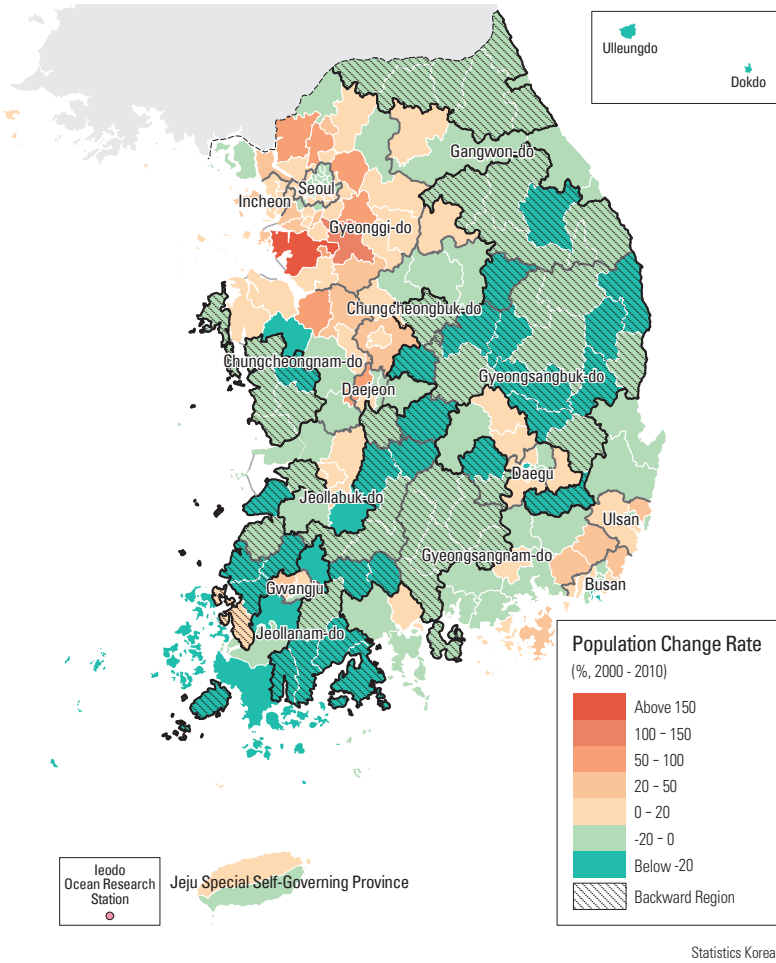 Ulleungdo
Dokdo
Gangwon-do
Seoul
Incheon
Gyeonggi-do
Chungcheongbuk-do
Chungcheongnam-do
Gyeongsangbuk-do
Daejeon
Daegu
Jeollabuk-do
Ulsan
Gyeongsangnam-do
Gwangju
Busan
Jeollanam-do
Population Change Rate
(%, 2000 - 2010)
Above 150
100 - 150
50 - 100
20 - 50
0 - 20
-20 - 0
Below -20
Backward Region
Ieodo
Ocean Research
Station
Jeju Special Self-Governing Province
Statistics Korea